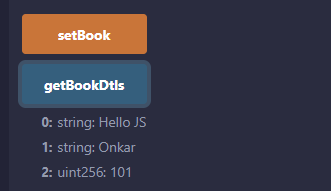 setBook
getBookDtls
0: string: Hello JS
1: string: Onkar
2: uint256: 101